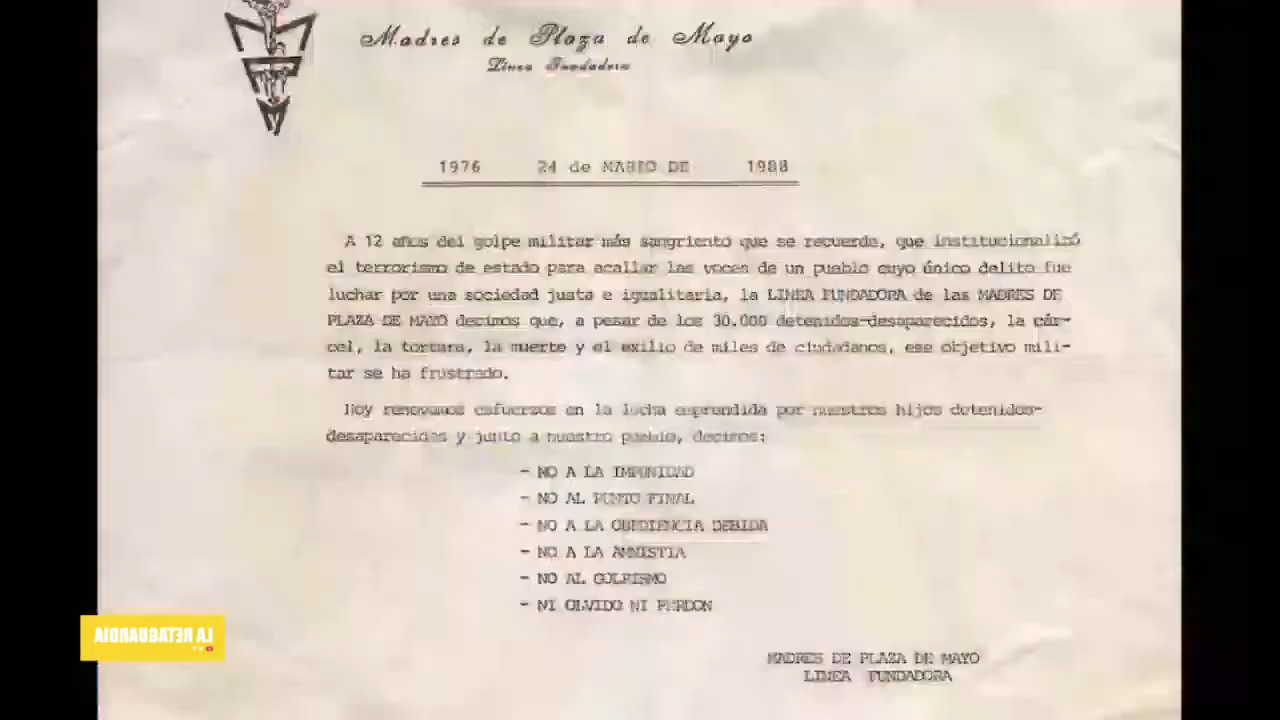 Madres de Plaza de Mayo
Linea Fundadora
1976 24 de MARZO DE 1988
A 12 años del golpe militar más sangriento que se recuerda, que institucionalizó
el terrorismo de estado para acallar las voces de un pueblo cuyo único delito fue
luchar por una sociedad justa e igualitaria, la LINEA FUNDADORA de las MADRES DE
PLAZA DE MAYO decimos que, a pesar de los 30.000 detenidos-desaparecidos, la cár-
cel, la tortura, la muerte y el exilio de miles de ciudadanos, ese objetivo mili-
tar se ha frustrado.
Hoy renovamos esfuerzos en la lucha emprendida por nuestros hijos detenidos-
desaparecidos y junto a nuestro pueblo, decimos:
- NO A LA IMPUNIDAD
- NO AL PUNTO FINAL
- NO A LA OBEDIENCIA DEBIDA
- NO A LA AMNISTIA
- NO AL GOLPISMO
- NI OLVIDO NI PERDON
LA RETAGUARDIA
MADRES DE PLAZA DE MAYO
LINEA FUNDADORA